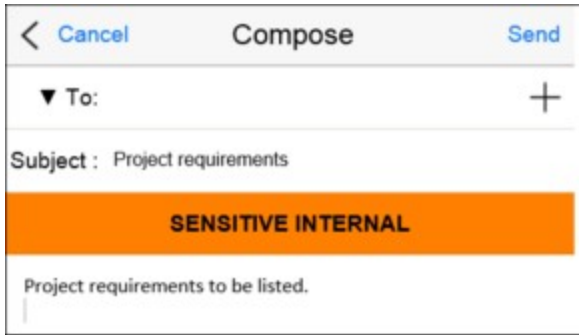 Cancel Compose Send
To:
Subject : Project requirements
SENSITIVE INTERNAL
Project requirements to be listed.